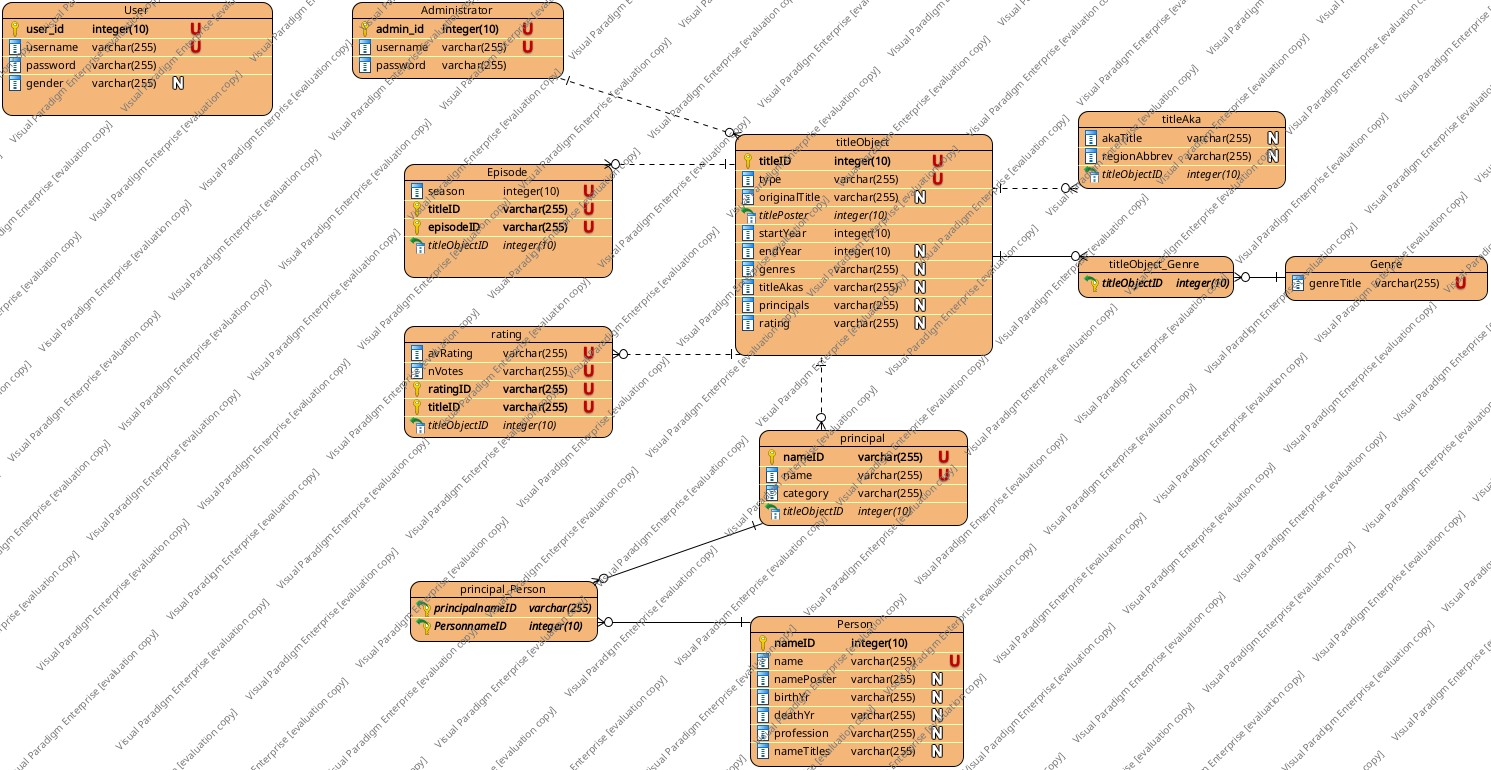 User
user_id integer(10) U
username varchar(255) U
password varchar(255)
gender varchar(255) N
Administrator
admin_id integer(10) U
username varchar(255) U
password varchar(255)
titleObject
titleID integer(10) U
type varchar(255) U
originalTitle varchar(255) N
titlePoster integer(10)
startYear integer(10)
endYear integer(10) N
genres varchar(255) N
titleAkas varchar(255) N
principals varchar(255) N
rating varchar(255) N
titleAka
akaTitle varchar(255) N
regionAbbrev varchar(255) N
titleObjectID integer(10)
Episode
season integer(10) U
titleID varchar(255) U
episodeID varchar(255) U
titleObjectID integer(10)
titleObject_Genre
titleObjectID integer(10)
Genre
genreTitle varchar(255) U
rating
avRating varchar(255) U
nVotes varchar(255) U
ratingID varchar(255) U
titleID varchar(255) U
titleObjectID integer(10)
principal
nameID varchar(255) U
name varchar(255) U
category varchar(255)
titleObjectID integer(10)
principal_Person
principalnameID varchar(255)
PersonnameID integer(10)
Person
nameID integer(10)
name varchar(255) U
namePoster varchar(255) N
birthYr varchar(255) N
deathYr varchar(255) N
profession varchar(255) N
nameTitles varchar(255) N
Visual Paradigm Enterprise [evaluation copy]